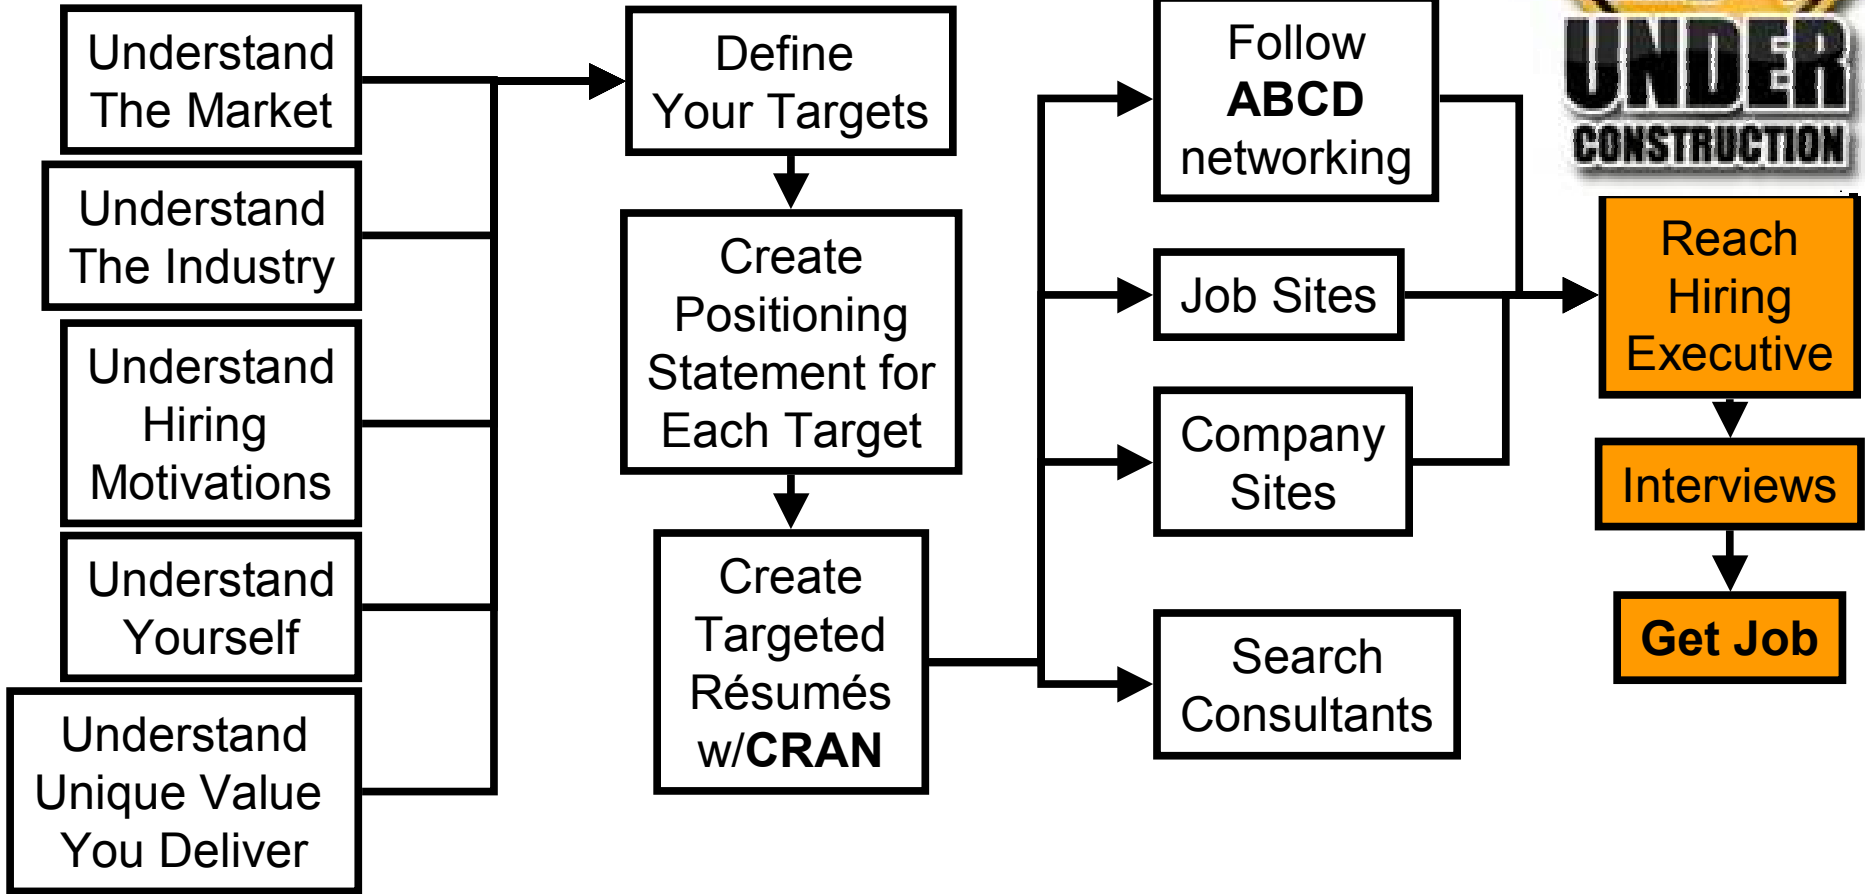 Understand
The Market
Understand
The Industry
Understand
Hiring
Motivations
Understand
Yourself
Understand
Unique Value
You Deliver
Define
Your Targets
Create
Positioning
Statement for
Each Target
Create
Targeted
Résumés
w/CRAN
Follow
ABCD
networking
Job Sites
Company
Sites
Search
Consultants
UNDER
CONSTRUCTION
Reach
Hiring
Executive
Interviews
Get Job